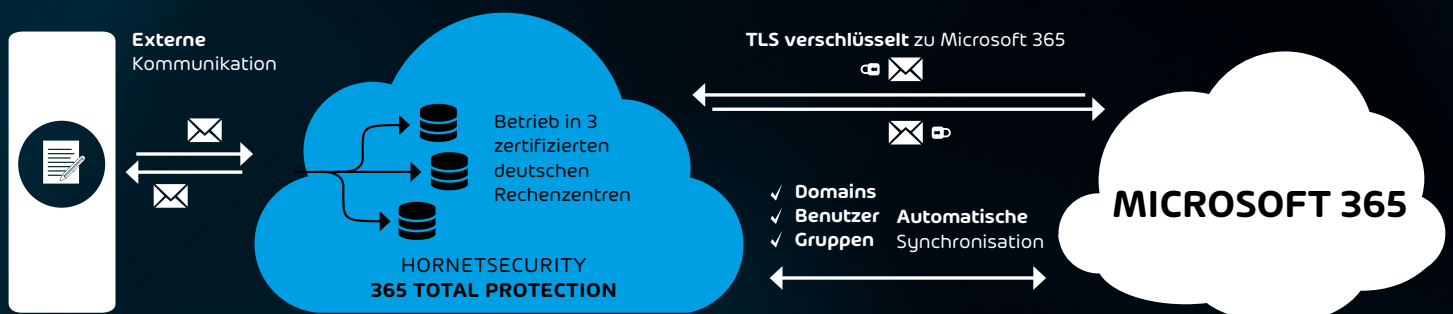 Externe
Kommunikation
Betrieb in 3
zertifizierten
deutschen
Rechenzentren
HORNETSECURITY
365 TOTAL PROTECTION
TLS verschlüsselt zu Microsoft 365
✓ Domains
✓ Benutzer
✓ Gruppen
Automatische
Synchronisation
MICROSOFT 365